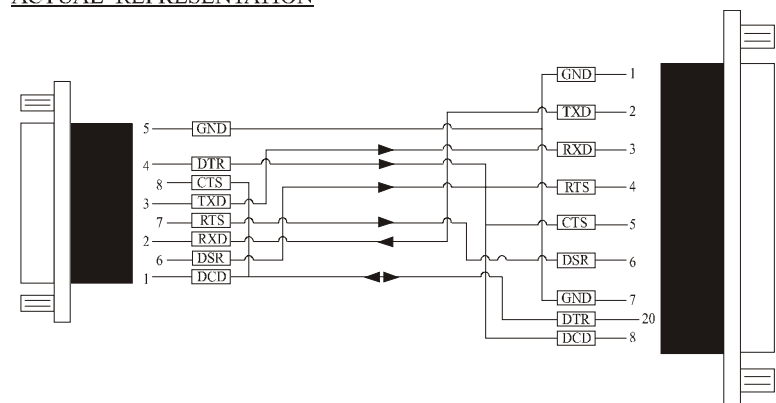 ACTUAL REPRESENTATION
5 GND
4 DTR
8 CTS
3 TXD
7 RTS
2 RXD
6 DSR
1 DCD
GND 1
TXD 2
RXD 3
RTS 4
CTS 5
DSR 6
GND 7
DTR 20
DCD 8